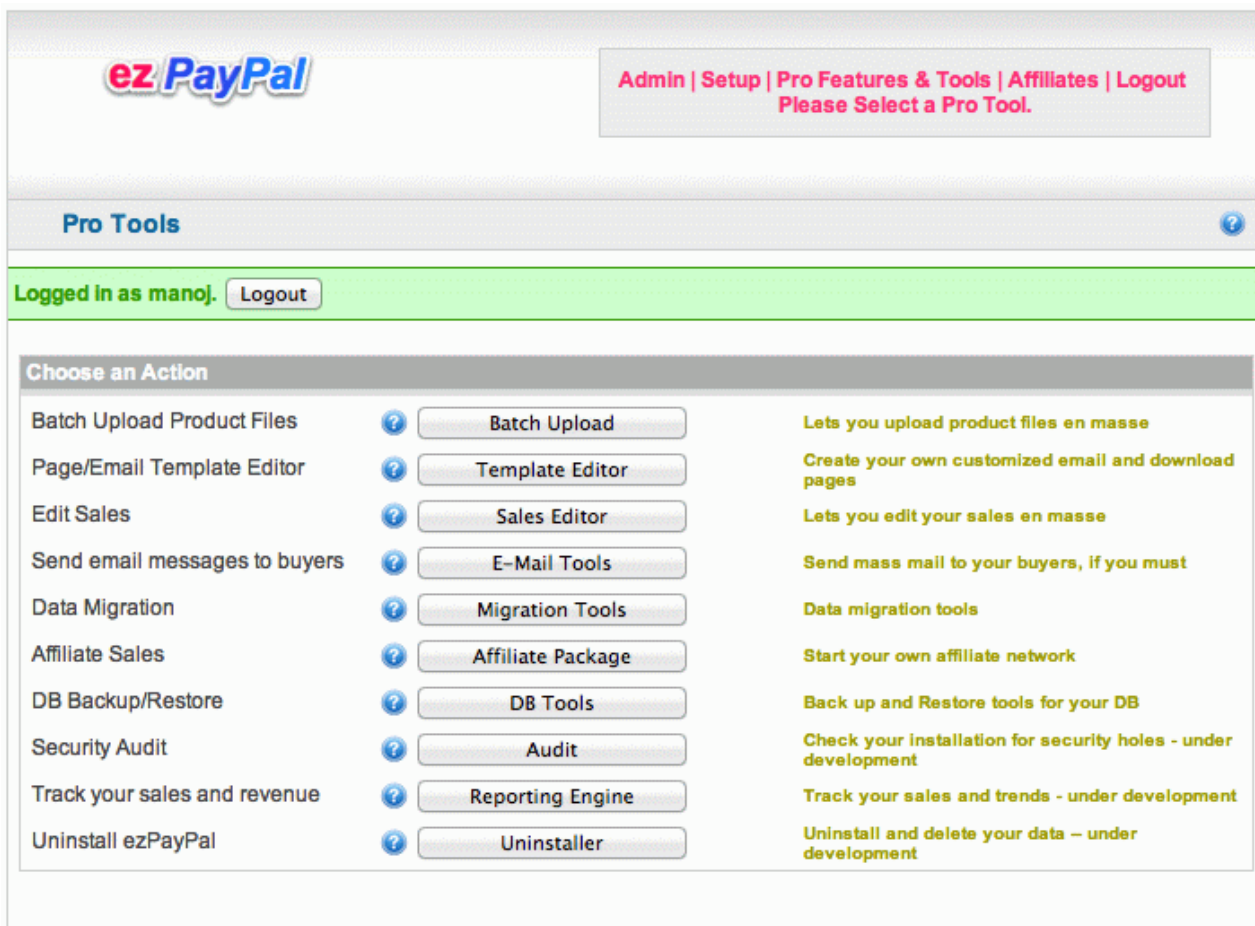 ez PayPal
Admin | Setup | Pro Features & Tools | Affiliates | Logout
Please Select a Pro Tool.
Pro Tools
?
Logged in as manoj. Logout
Choose an Action
Batch Upload Product Files ? Batch Upload Lets you upload product files en masse
Page/Email Template Editor ? Template Editor Create your own customized email and download
pages
Edit Sales ? Sales Editor Lets you edit your sales en masse
Send email messages to buyers ? E-Mail Tools Send mass mail to your buyers, if you must
Data Migration ? Migration Tools Data migration tools
Affiliate Sales ? Affiliate Package Start your own affiliate network
DB Backup/Restore ? DB Tools Back up and Restore tools for your DB
Security Audit ? Audit Check your installation for security holes - under
development
Track your sales and revenue ? Reporting Engine Track your sales and trends - under development
Uninstall ezPayPal ? Uninstaller Uninstall and delete your data – under
development